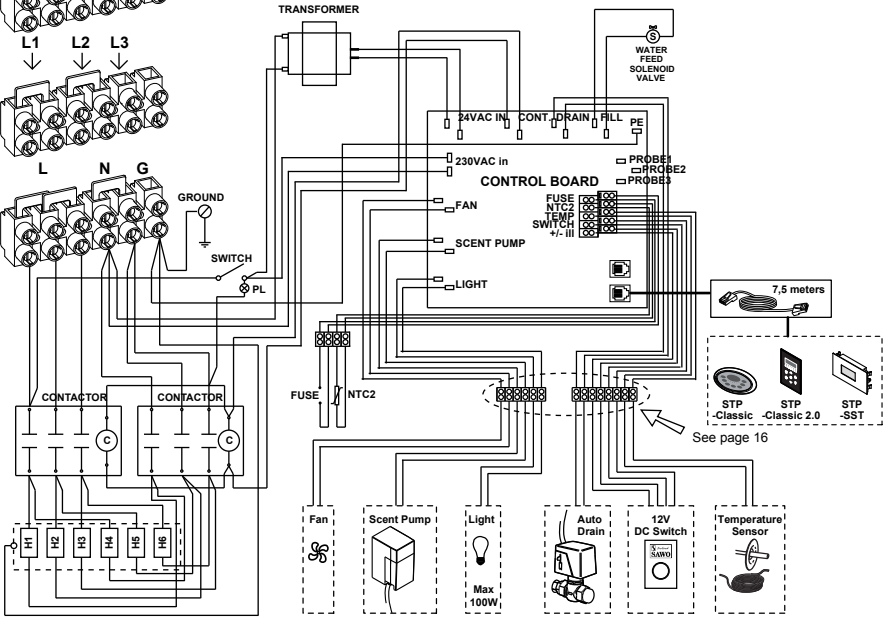 TRANSFORMER
L1 L2 L3
WATER
FEED
SOLENOID
VALVE
S
24VAC IN CONT. DRAIN FILL
PE
230VAC in
PROBE1
PROBE2
PROBE3
CONTROL BOARD
L N G
GROUND
FAN
FUSE
NTC2
TEMP
SWITCH
+/- ill
SCENT PUMP
SWITCH
PL
LIGHT
7,5 meters
FUSE
NTC2
STP
-Classic
STP
-Classic 2.0
STP
-SST
CONTACTOR
CONTACTOR
C
C
See page 16
H1 H2 H3 H4 H5 H6
Fan
Scent Pump
Light
Max
100W
Auto
Drain
12V
DC Switch
SAWO
Temperature
Sensor